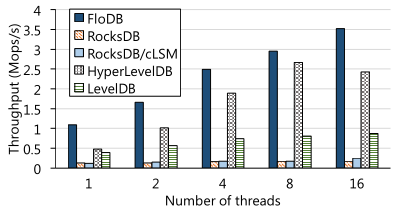 4
3.5
3
2.5
2
1.5
1
0.5
0
Throughput (Mops/s)
FloDB
RocksDB
RocksDB/cLSM
HyperLevelDB
LevelDB
1 2 4 8 16
Number of threads